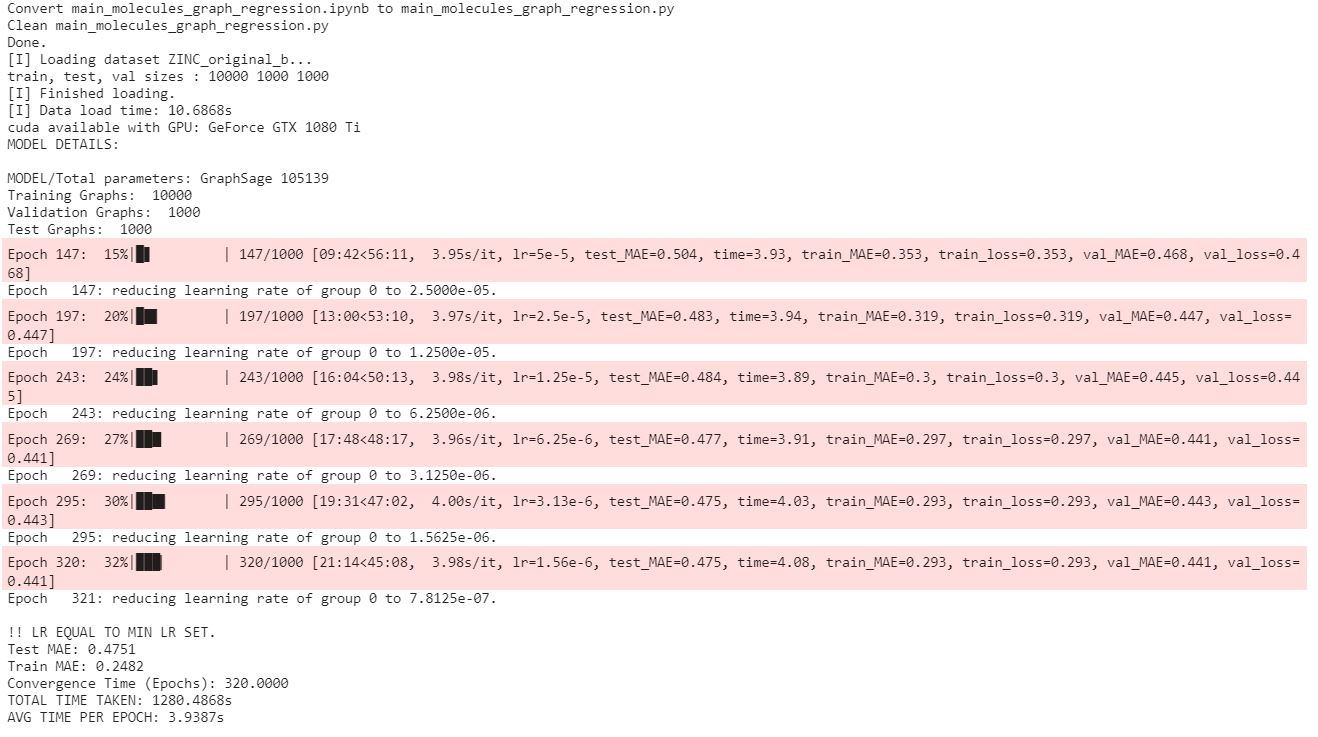 Convert main_molecules_graph_regression.ipynb to main_molecules_graph_regression.py
Clean main_molecules_graph_regression.py
Done.
[I] Loading dataset ZINC_original_b...
train, test, val sizes : 10000 1000 1000
[I] Finished loading.
[I] Data load time: 10.6868s
cuda available with GPU: GeForce GTX 1080 Ti
MODEL DETAILS:
MODEL/Total parameters: GraphSage 105139
Training Graphs:  10000
Validation Graphs:  1000
Test Graphs:  1000
Epoch 147:  15%|█▍        | 147/1000 [09:42<56:11,  3.95s/it, lr=5e-5, test_MAE=0.504, time=3.93, train_MAE=0.353, train_loss=0.353, val_MAE=0.468, val_loss=0.4
68]
Epoch   147: reducing learning rate of group 0 to 2.5000e-05.
Epoch 197:  20%|█▉        | 197/1000 [13:00<53:10,  3.97s/it, lr=2.5e-5, test_MAE=0.483, time=3.94, train_MAE=0.319, train_loss=0.319, val_MAE=0.447, val_loss=
0.447]
Epoch   197: reducing learning rate of group 0 to 1.2500e-05.
Epoch 243:  24%|██▍       | 243/1000 [16:04<50:13,  3.98s/it, lr=1.25e-5, test_MAE=0.484, time=3.89, train_MAE=0.3, train_loss=0.3, val_MAE=0.445, val_loss=0.44
5]
Epoch   243: reducing learning rate of group 0 to 6.2500e-06.
Epoch 269:  27%|██▋       | 269/1000 [17:48<48:17,  3.96s/it, lr=6.25e-6, test_MAE=0.477, time=3.91, train_MAE=0.297, train_loss=0.297, val_MAE=0.441, val_loss=
0.441]
Epoch   269: reducing learning rate of group 0 to 3.1250e-06.
Epoch 295:  30%|██▉       | 295/1000 [19:31<47:02,  4.00s/it, lr=3.13e-6, test_MAE=0.475, time=4.03, train_MAE=0.293, train_loss=0.293, val_MAE=0.443, val_loss=
0.443]
Epoch   295: reducing learning rate of group 0 to 1.5625e-06.
Epoch 320:  32%|███▏      | 320/1000 [21:14<45:08,  3.98s/it, lr=1.56e-6, test_MAE=0.475, time=4.08, train_MAE=0.293, train_loss=0.293, val_MAE=0.441, val_loss=
0.441]
Epoch   321: reducing learning rate of group 0 to 7.8125e-07.
!! LR EQUAL TO MIN LR SET.
Test MAE: 0.4751
Train MAE: 0.2482
Convergence Time (Epochs): 320.0000
TOTAL TIME TAKEN: 1280.4868s
AVG TIME PER EPOCH: 3.9387s